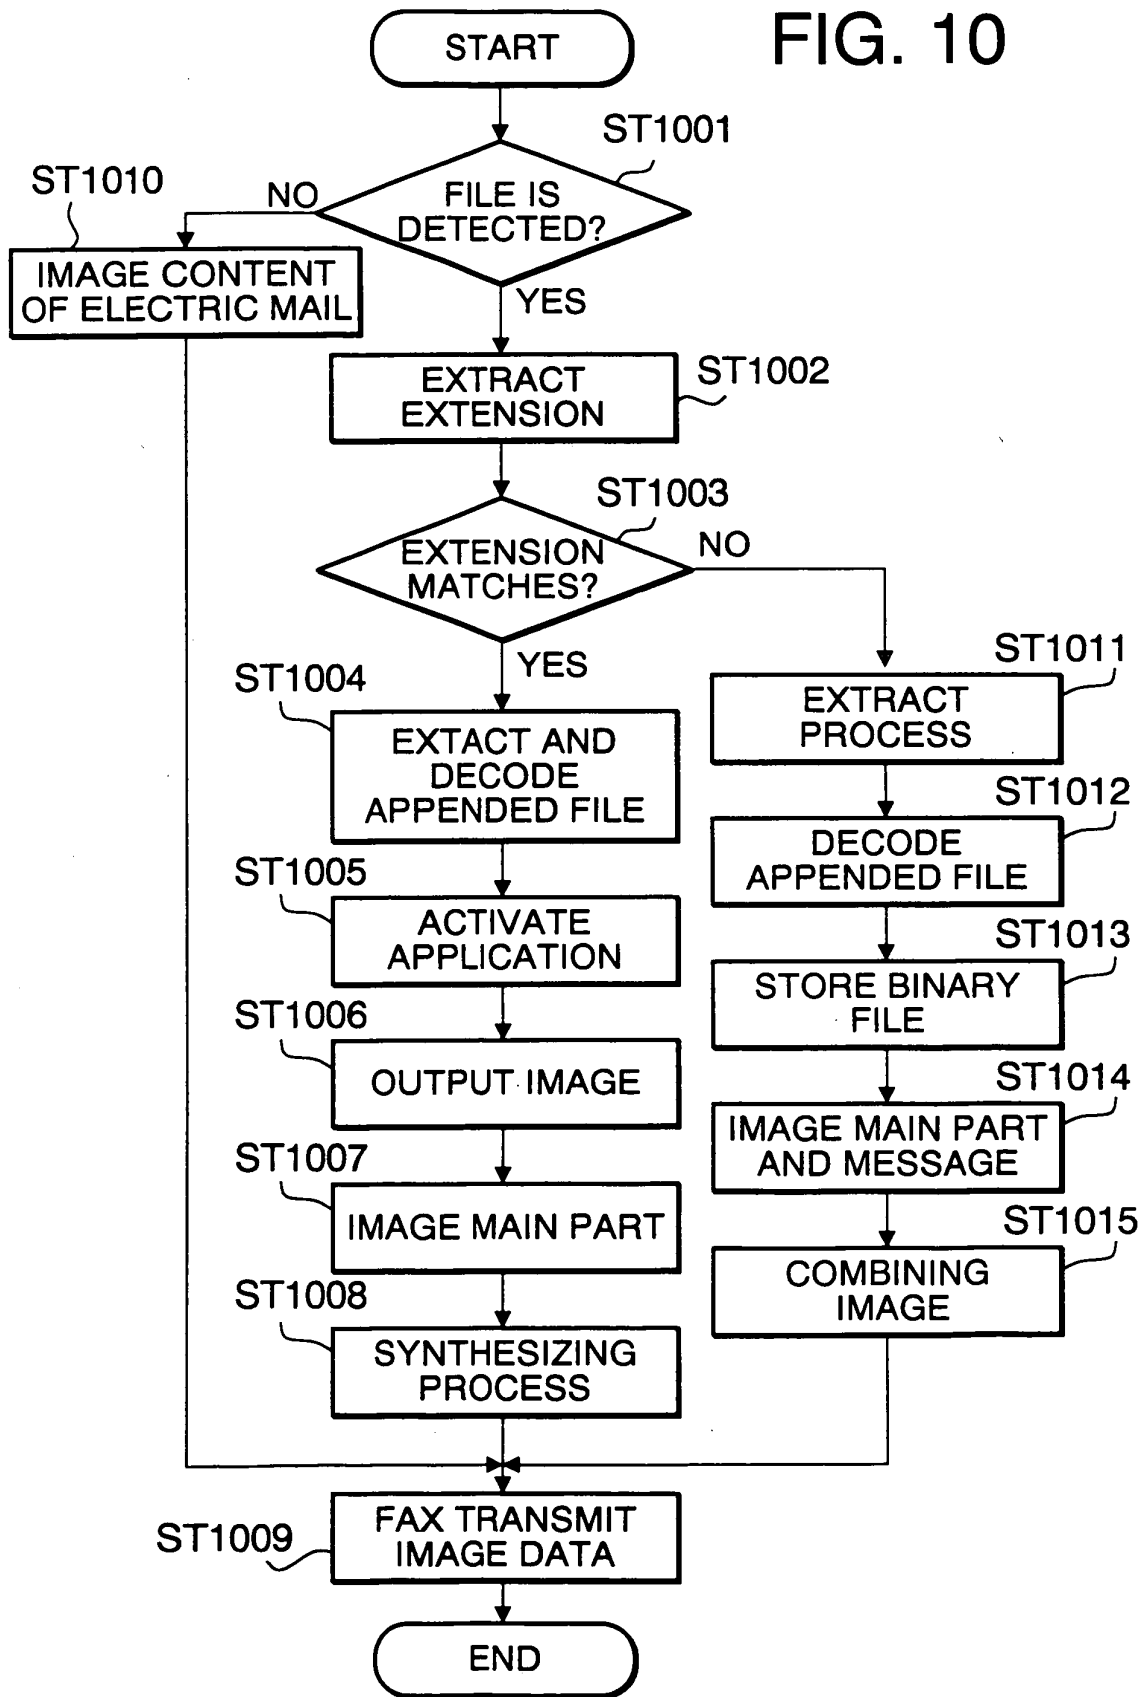 FIG. 10
START
ST1001
FILE IS
DETECTED?
NO
YES
ST1010
IMAGE CONTENT
OF ELECTRIC MAIL
EXTRACT
EXTENSION
ST1002
ST1003
EXTENSION
MATCHES?
NO
YES
ST1004
EXTACT AND
DECODE
APPENDED FILE
ST1005
ACTIVATE
APPLICATION
ST1006
OUTPUT IMAGE
ST1007
IMAGE MAIN PART
ST1008
SYNTHESIZING
PROCESS
ST1011
EXTRACT
PROCESS
ST1012
DECODE
APPENDED FILE
ST1013
STORE BINARY
FILE
ST1014
IMAGE MAIN PART
AND MESSAGE
ST1015
COMBINING
IMAGE
ST1009
FAX TRANSMIT
IMAGE DATA
END